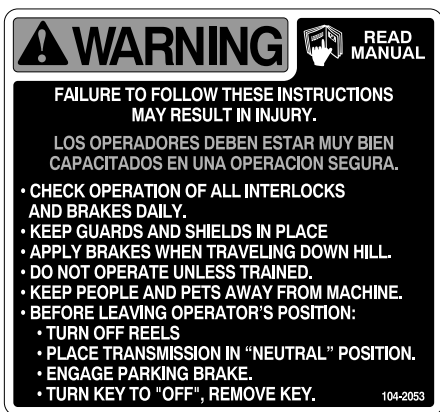 WARNING
READ
MANUAL
FAILURE TO FOLLOW THESE INSTRUCTIONS
MAY RESULT IN INJURY.
LOS OPERADORES DEBEN ESTAR MUY BIEN
CAPACITADOS EN UNA OPERACION SEGURA.
• CHECK OPERATION OF ALL INTERLOCKS
AND BRAKES DAILY.
• KEEP GUARDS AND SHIELDS IN PLACE
• APPLY BRAKES WHEN TRAVELING DOWN HILL.
• DO NOT OPERATE UNLESS TRAINED.
• KEEP PEOPLE AND PETS AWAY FROM MACHINE.
• BEFORE LEAVING OPERATOR'S POSITION:
• TURN OFF REELS
• PLACE TRANSMISSION IN “NEUTRAL” POSITION.
• ENGAGE PARKING BRAKE.
• TURN KEY TO "OFF", REMOVE KEY. 104-2053